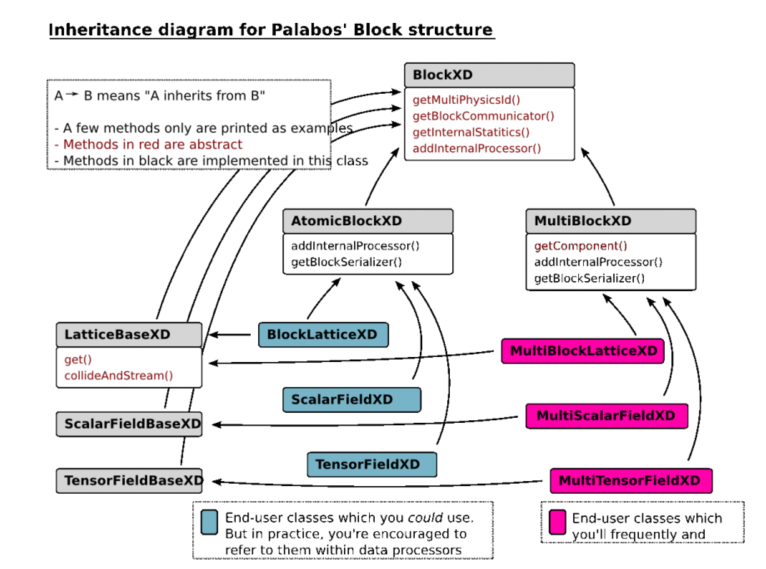 Inheritance diagram for Palabos' Block structure
A → B means "A inherits from B"
- A few methods only are printed as examples
- Methods in red are abstract
- Methods in black are implemented in this class
BlockXD
getMultiPhysicsId()
getBlockCommunicator()
getInternalStatitics()
addInternalProcessor()
AtomicBlockXD
addInternalProcessor()
getBlockSerializer()
MultiBlockXD
getComponent()
addInternalProcessor()
getBlockSerializer()
LatticeBaseXD
get()
collideAndStream()
BlockLatticeXD
MultiBlockLatticeXD
ScalarFieldXD
ScalarFieldBaseXD
MultiScalarFieldXD
TensorFieldXD
TensorFieldBaseXD
MultiTensorFieldXD
End-user classes which you could use.
But in practice, you're encouraged to
refer to them within data processors
End-user classes which
you'll frequently and